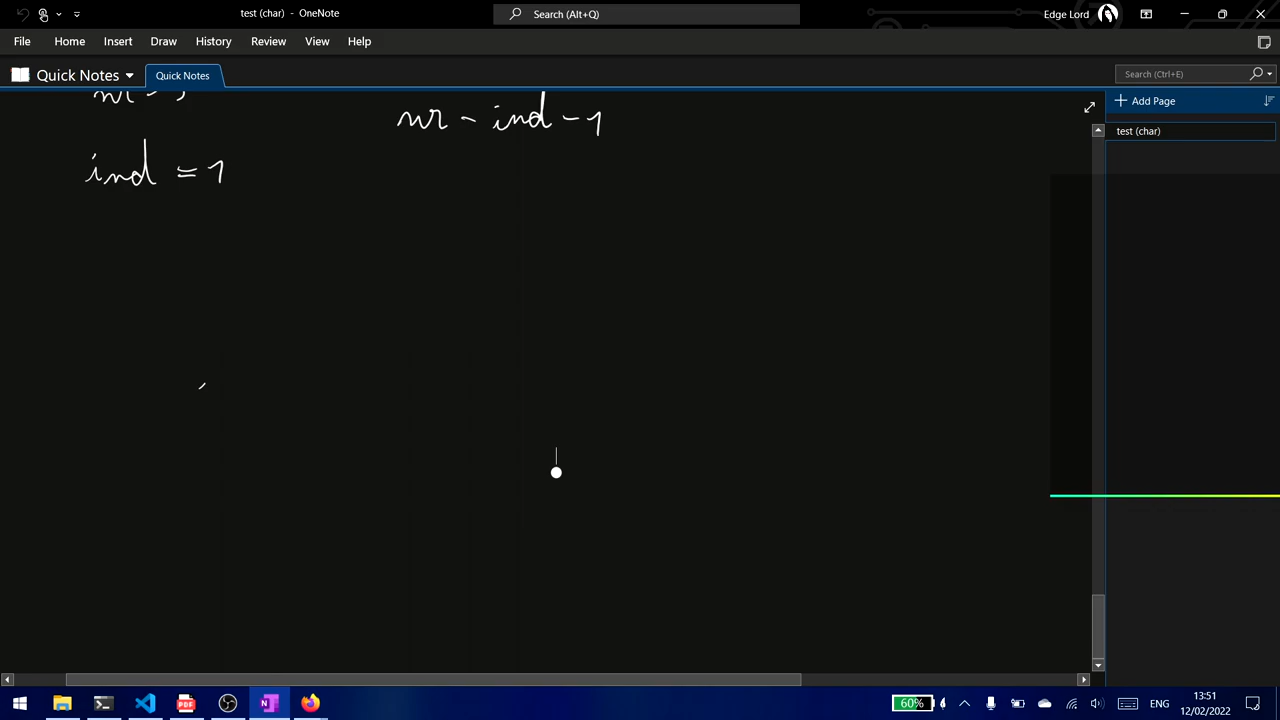 test (char) - OneNote
Search (Alt+Q)
Edge Lord
File Home Insert Draw History Review View Help
Quick Notes
Quick Notes
Search (Ctrl+E)
Add Page
test (char)
nr - ind - 1
ind = 1
60%
ENG
13:51
12/02/2022